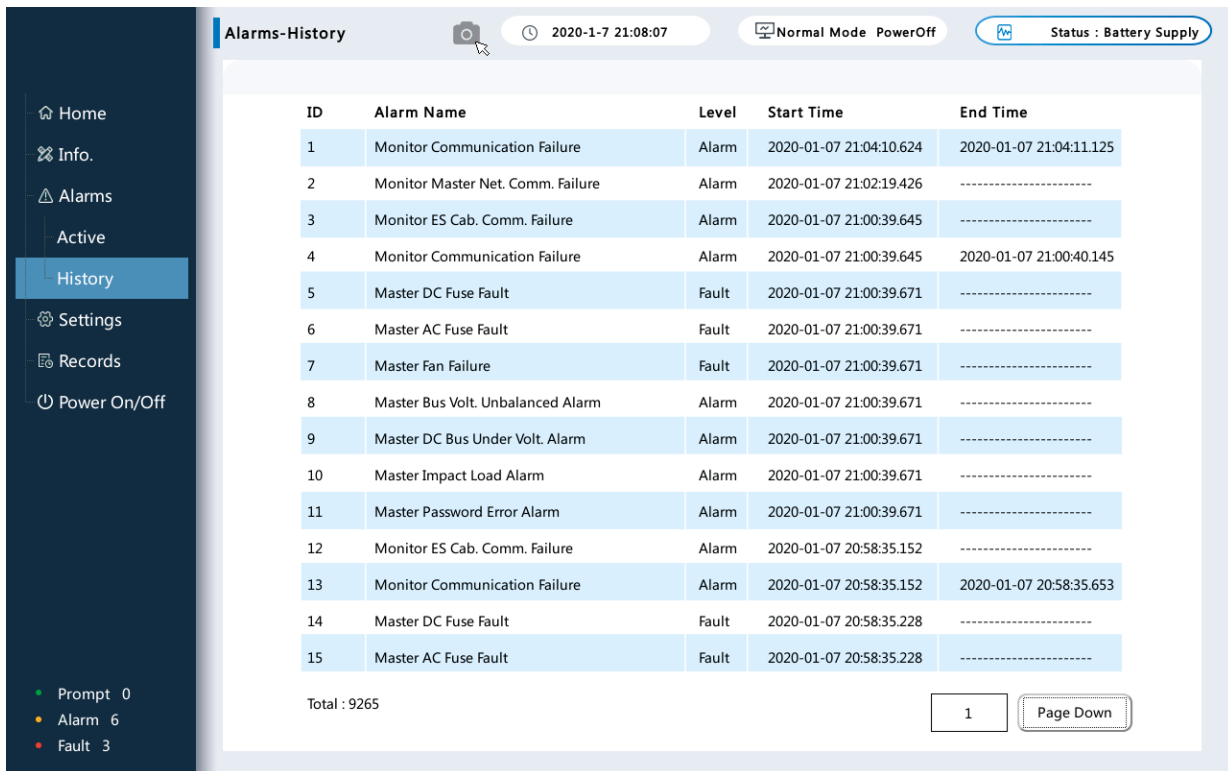 Alarms-History
2020-1-7 21:08:07
Normal Mode PowerOff
Status : Battery Supply
Home
Info.
Alarms
Active
History
Settings
Records
Power On/Off
Prompt 0
Alarm 6
Fault 3
ID Alarm Name Level Start Time End Time
1 Monitor Communication Failure Alarm 2020-01-07 21:04:10.624 2020-01-07 21:04:11.125
2 Monitor Master Net. Comm. Failure Alarm 2020-01-07 21:02:19.426 -----------------------
3 Monitor ES Cab. Comm. Failure Alarm 2020-01-07 21:00:39.645 -----------------------
4 Monitor Communication Failure Alarm 2020-01-07 21:00:39.645 2020-01-07 21:00:40.145
5 Master DC Fuse Fault Fault 2020-01-07 21:00:39.671 -----------------------
6 Master AC Fuse Fault Fault 2020-01-07 21:00:39.671 -----------------------
7 Master Fan Failure Fault 2020-01-07 21:00:39.671 -----------------------
8 Master Bus Volt. Unbalanced Alarm Alarm 2020-01-07 21:00:39.671 -----------------------
9 Master DC Bus Under Volt. Alarm Alarm 2020-01-07 21:00:39.671 -----------------------
10 Master Impact Load Alarm Alarm 2020-01-07 21:00:39.671 -----------------------
11 Master Password Error Alarm Alarm 2020-01-07 21:00:39.671 -----------------------
12 Monitor ES Cab. Comm. Failure Alarm 2020-01-07 20:58:35.152 -----------------------
13 Monitor Communication Failure Alarm 2020-01-07 20:58:35.152 2020-01-07 20:58:35.653
14 Master DC Fuse Fault Fault 2020-01-07 20:58:35.228 -----------------------
15 Master AC Fuse Fault Fault 2020-01-07 20:58:35.228 -----------------------
Total : 9265
1
Page Down